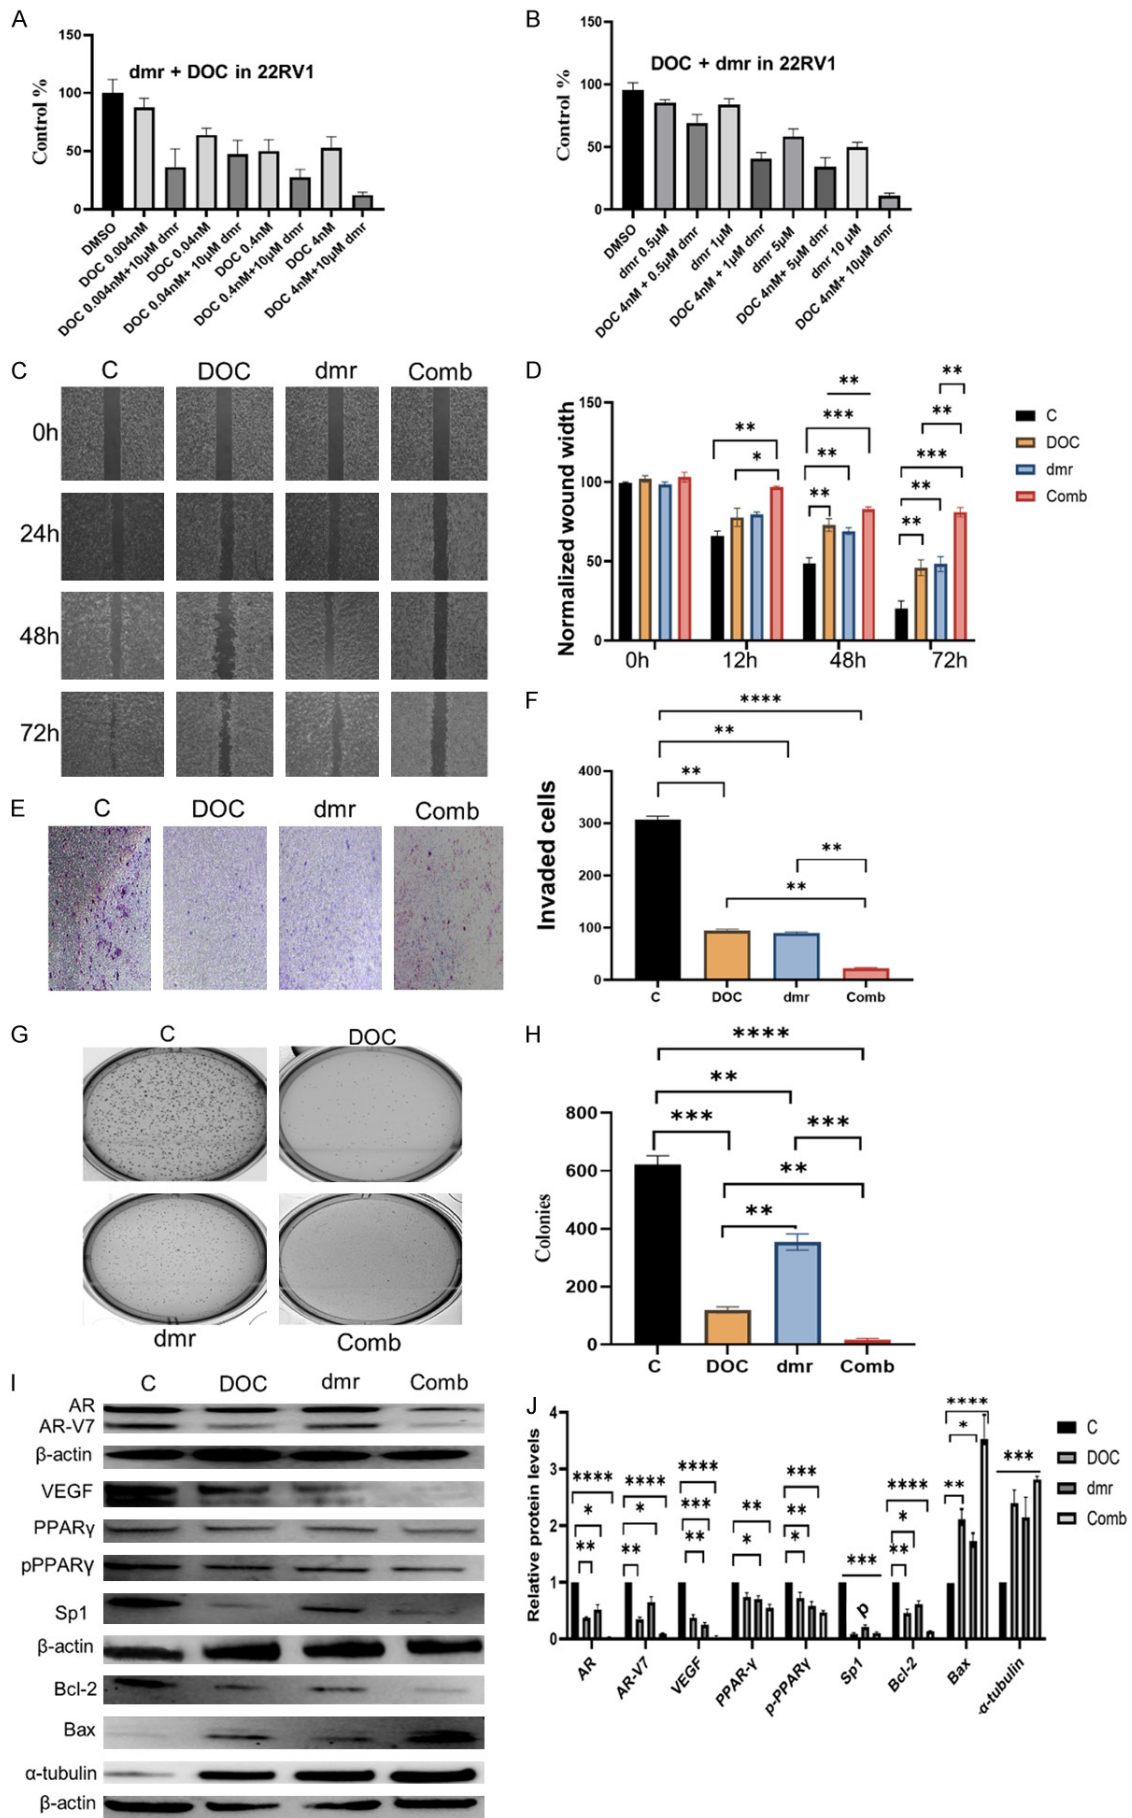 A
150
100
50
0
Control %
dmr + DOC in 22RV1
DMSO
DOC 0.004nM
DOC 0.004nM+10µM dmr
DOC 0.04nM
DOC 0.04nM+ 10µM dmr
DOC 0.4nM
DOC 0.4nM+10µM dmr
DOC 4nM
DOC 4nM+10µM dmr
B
150
100
50
0
Control %
DOC + dmr in 22RV1
DMSO
dmr 0.5µM
DOC 4nM + 0.5µM dmr
dmr 1µM
DOC 4nM + 1µM dmr
dmr 5µM
DOC 4nM+ 5µM dmr
dmr 10 µM
DOC 4nM+ 10µM dmr
C
C DOC dmr Comb
0h
24h
48h
72h
D
150
100
50
0
Normalized wound width
** *
** ** *** **
** ** *** ** **
0h 12h 48h 72h
C
DOC
dmr
Comb
E
C DOC dmr Comb
F
****
**
**
**
**
400
300
200
100
0
Invaded cells
C DOC dmr Comb
G
C DOC
dmr Comb
H
****
**
*** ***
**
**
800
600
400
200
0
Colonies
C DOC dmr Comb
I
C DOC dmr Comb
AR
AR-V7
β-actin
VEGF
PPARγ
pPPARγ
Sp1
β-actin
Bcl-2
Bax
α-tubulin
β-actin
J
4
3
2
1
0
Relative protein levels
**** * **
**** * **
**** *** **
** *
*** ** *
*** p
**** * **
**** * **
***
AR AR-V7 VEGF PPAR-γ p-PPARγ Sp1 Bcl-2 Bax -α-tubulin
C
DOC
dmr
Comb